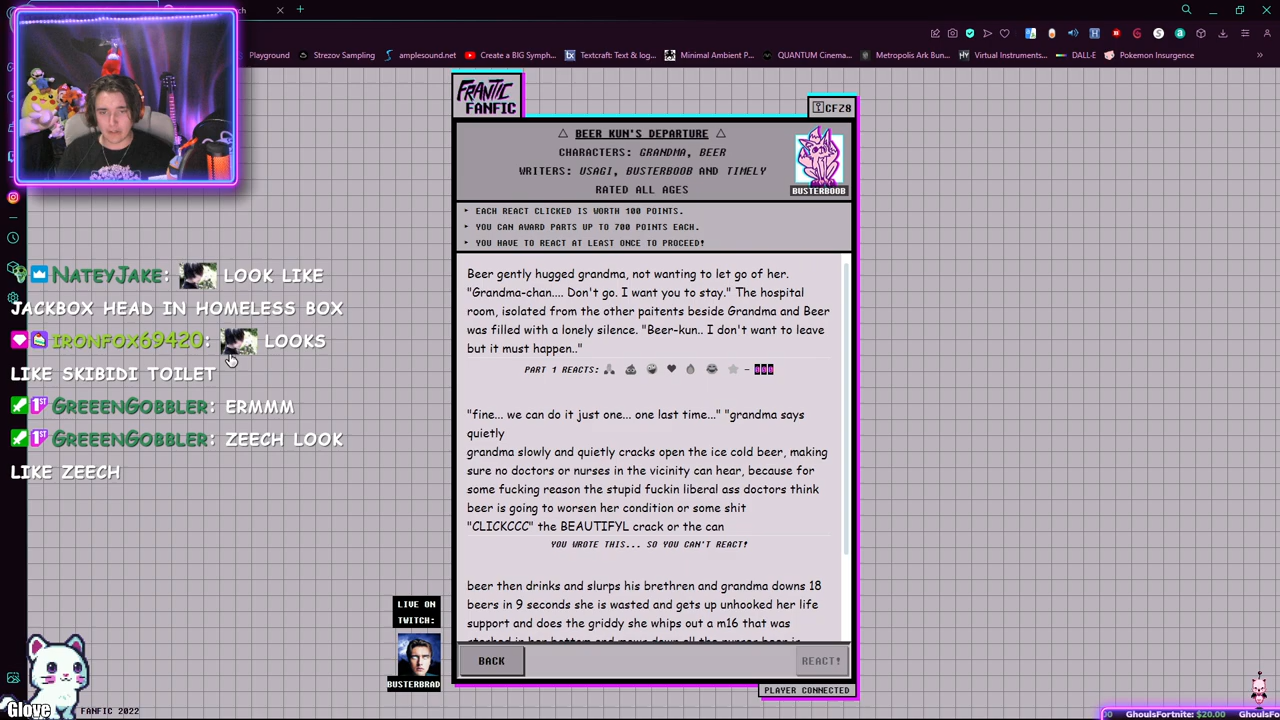 Playground
Strezov Sampling
amplesound.net
Create a BIG Symph...
Textcraft: Text & log...
Minimal Ambient P...
QUANTUM Cinema...
Metropolis Ark Bun...
Virtual Instruments...
DALL-E
Pokemon Insurgence
FRANTIC
FANFIC
CFZ8
BEER KUN'S DEPARTURE
CHARACTERS: GRANDMA, BEER
WRITERS: USAGI, BUSTERBOOB AND TIMELY
RATED ALL AGES
BUSTERBOOB
EACH REACT CLICKED IS WORTH 100 POINTS.
YOU CAN AWARD PARTS UP TO 700 POINTS EACH.
YOU HAVE TO REACT AT LEAST ONCE TO PROCEED!
Beer gently hugged grandma, not wanting to let go of her.
"Grandma-chan.... Don't go. I want you to stay." The hospital
room, isolated from the other paitents beside Grandma and Beer
was filled with a lonely silence. "Beer-kun.. I don't want to leave
but it must happen.."
PART 1 REACTS: - 000
"fine... we can do it just one... one last time..." "grandma says
quietly
grandma slowly and quietly cracks open the ice cold beer, making
sure no doctors or nurses in the vicinity can hear, because for
some fucking reason the stupid fuckin liberal ass doctors think
beer is going to worsen her condition or some shit
"CLICKCCC" the BEAUTIFYL crack or the can
YOU WROTE THIS... SO YOU CAN'T REACT!
beer then drinks and slurps his brethren and grandma downs 18
beers in 9 seconds she is wasted and gets up unhooked her life
support and does the griddy she whips out a m16 that was
BACK
REACT!
PLAYER CONNECTED
NATEYJAKE: LOOK LIKE
JACKBOX HEAD IN HOMELESS BOX
IRONFOX69420: LOOKS
LIKE SKIBIDI TOILET
GREEENGOBBLER: ERMMM
GREEENGOBBLER: ZEECH LOOK
LIKE ZEECH
LIVE ON
TWITCH:
BUSTERBRAD
Glove
FANFIC 2022
GhoulsFortnite: $20.00